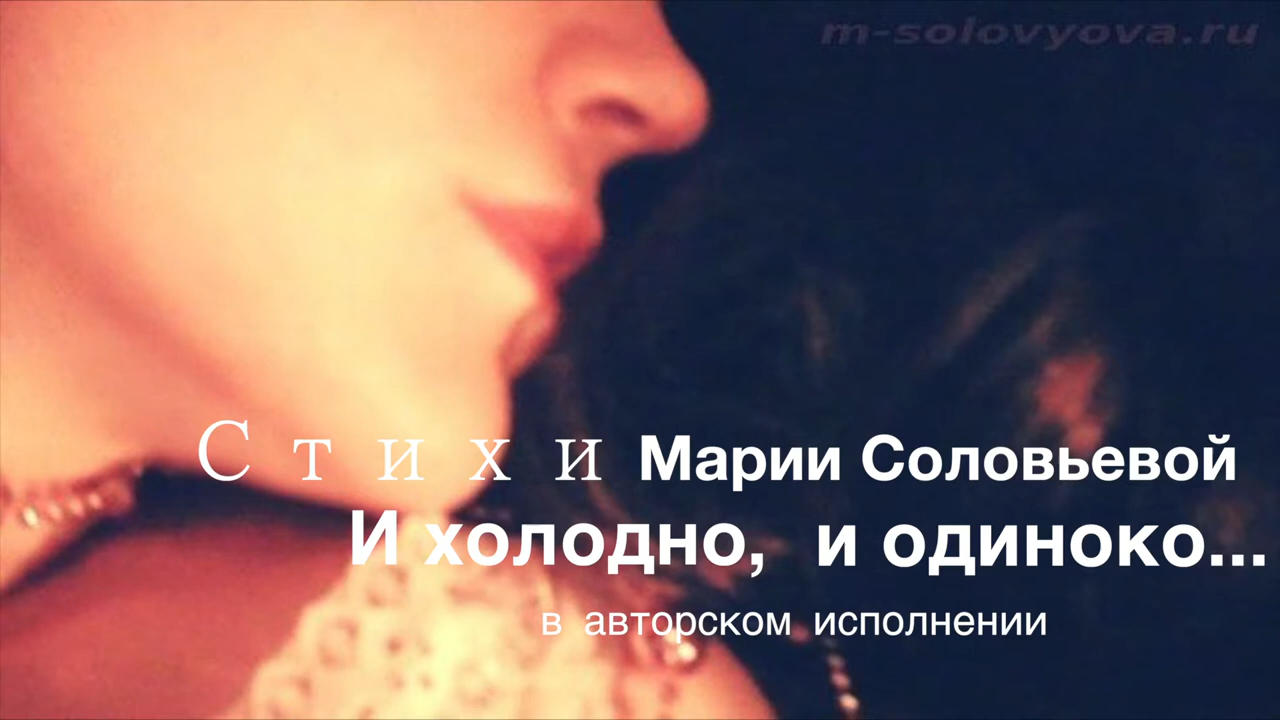 m-solovyova.ru
Стихи Марии Соловьевой
И холодно, и одиноко...
в авторском исполнении